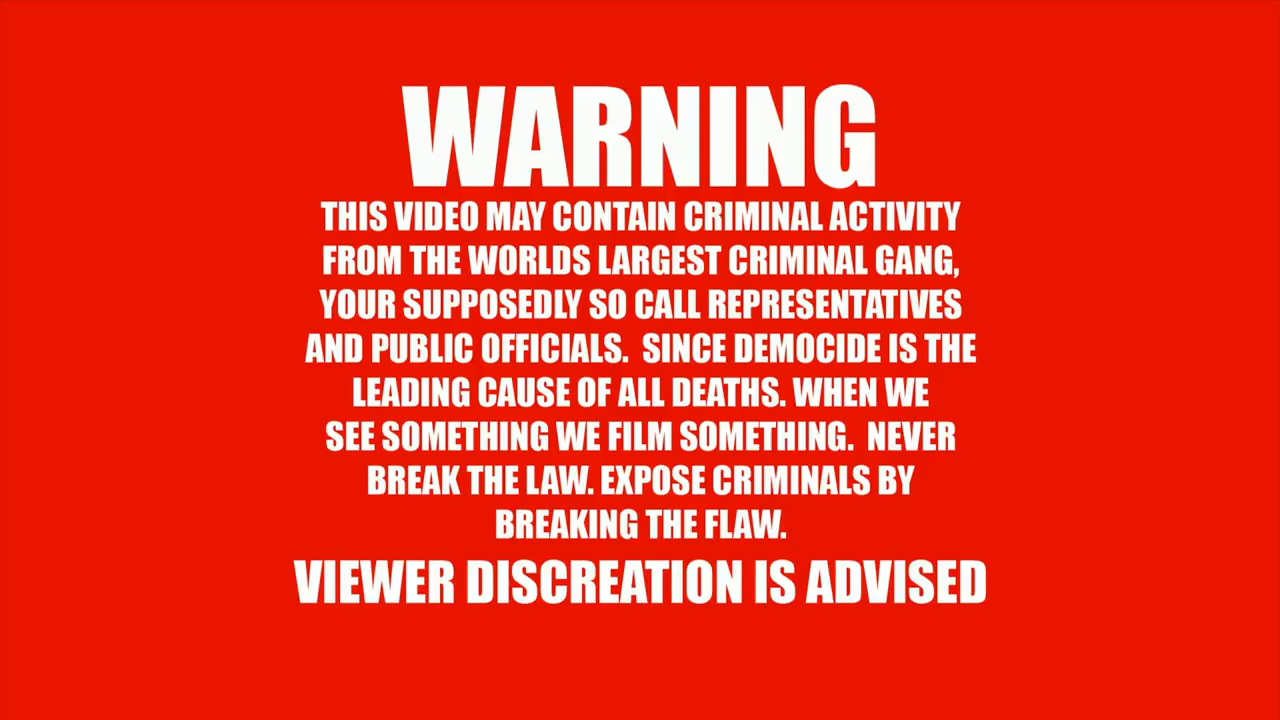 WARNING
THIS VIDEO MAY CONTAIN CRIMINAL ACTIVITY
FROM THE WORLDS LARGEST CRIMINAL GANG,
YOUR SUPPOSEDLY SO CALL REPRESENTATIVES
AND PUBLIC OFFICIALS.  SINCE DEMOCIDE IS THE
LEADING CAUSE OF ALL DEATHS. WHEN WE
SEE SOMETHING WE FILM SOMETHING.  NEVER
BREAK THE LAW. EXPOSE CRIMINALS BY
BREAKING THE FLAW.
VIEWER DISCREATION IS ADVISED